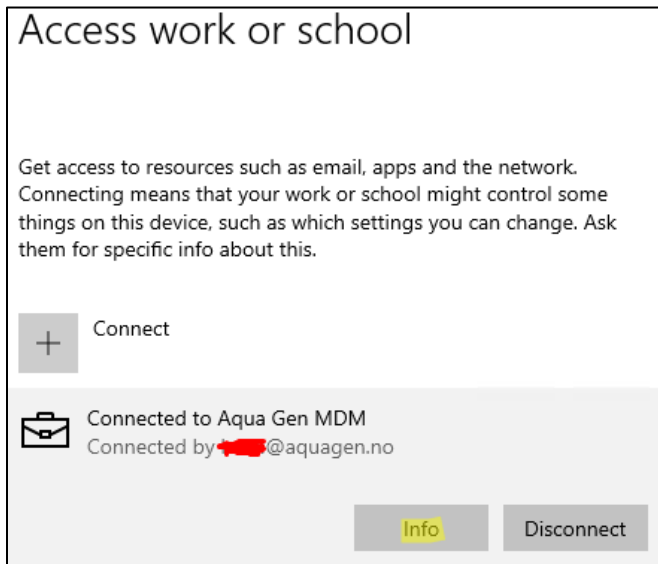 Access work or school
Get access to resources such as email, apps and the network.
Connecting means that your work or school might control some
things on this device, such as which settings you can change. Ask
them for specific info about this.
Connect
Connected to Aqua Gen MDM
Connected by @aquagen.no
Info
Disconnect